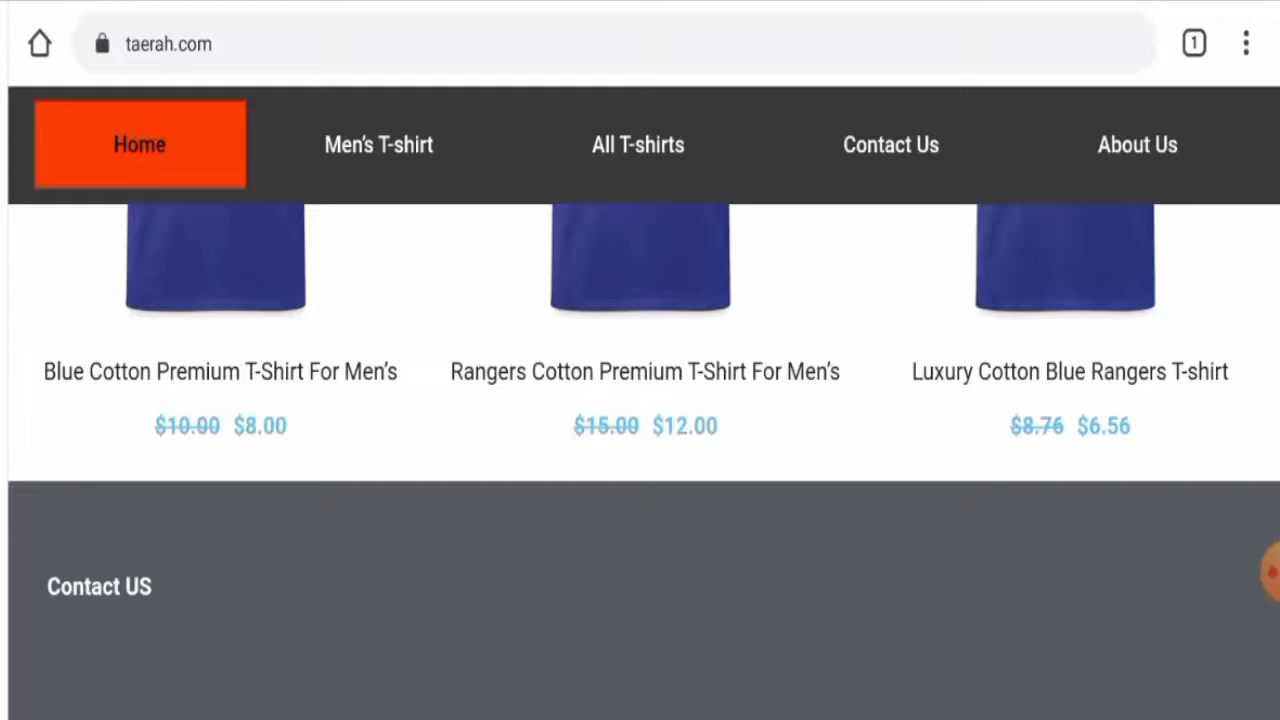 taerah.com
1
Home Men's T-shirt All T-shirts Contact Us About Us
Blue Cotton Premium T-Shirt For Men's Rangers Cotton Premium T-Shirt For Men's Luxury Cotton Blue Rangers T-shirt
$10.00 $8.00 $15.00 $12.00 $8.76 $6.56
Contact US